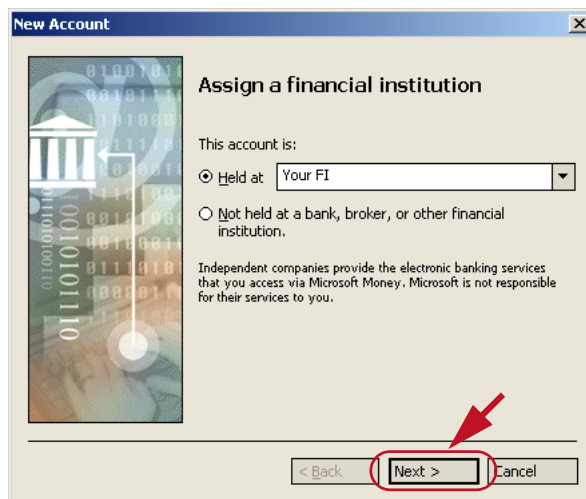 New Account
Assign a financial institution
This account is:
Held at Your FI
Not held at a bank, broker, or other financial
institution.
Independent companies provide the electronic banking services
that you access via Microsoft Money. Microsoft is not responsible
for their services to you.
< Back Next > Cancel